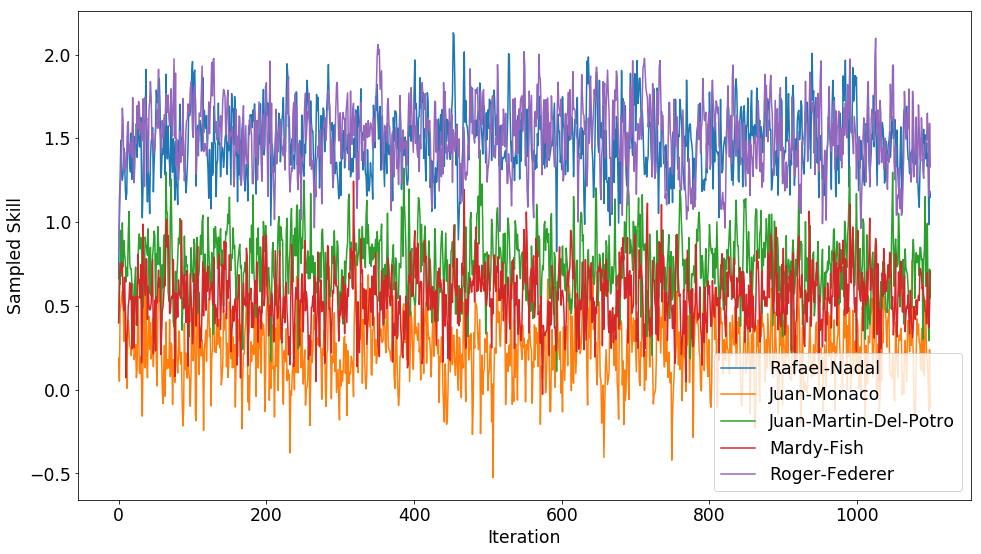 2.0
1.5
1.0
0.5
0.0
−0.5
Sampled Skill
0 200 400 600 800 1000
Iteration
Rafael-Nadal
Juan-Monaco
Juan-Martin-Del-Potro
Mardy-Fish
Roger-Federer